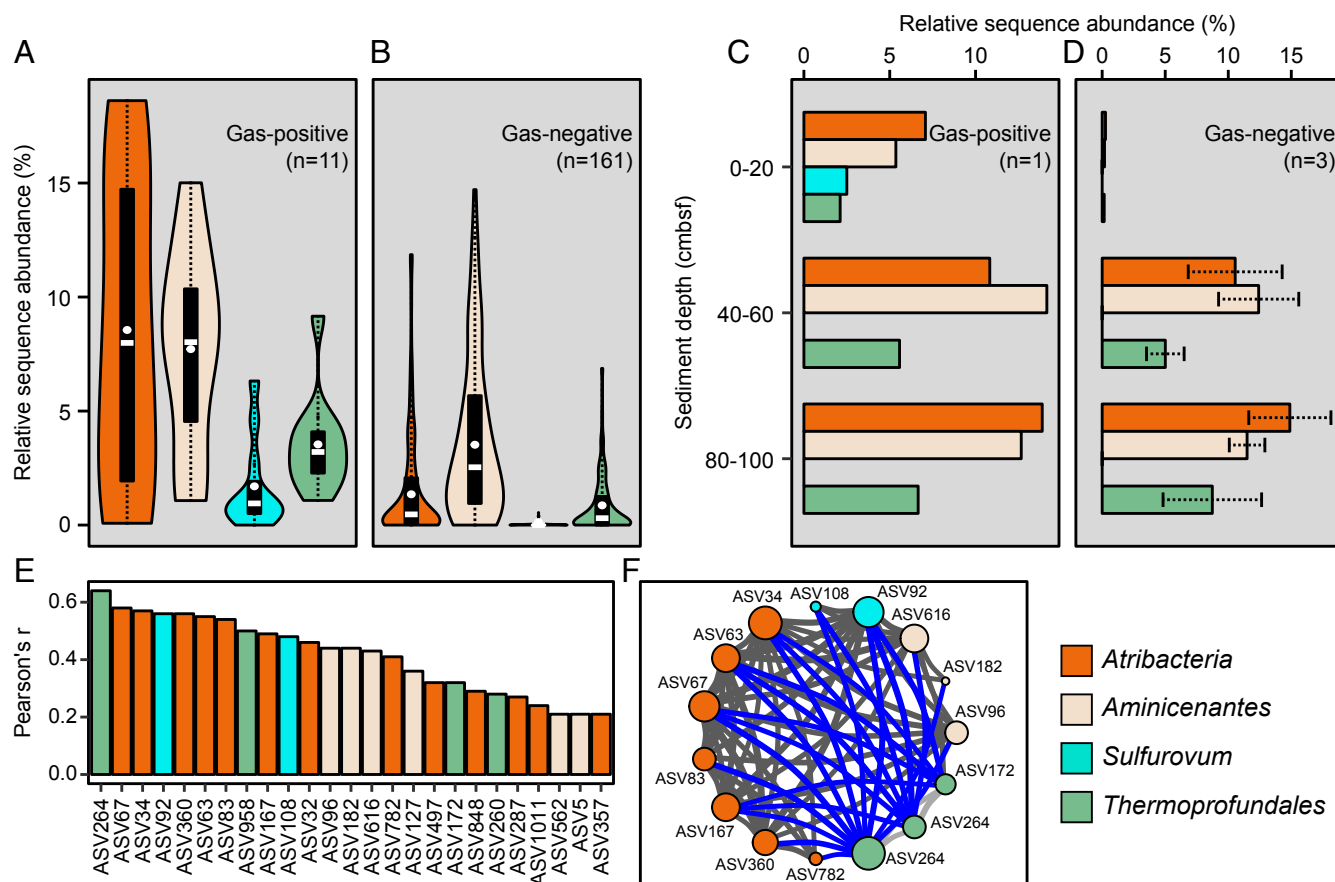 Relative sequence abundance (%)
A
B
C
D
0
5
10
0
5
10
15
Relative sequence abundance (%)
15
10
5
0
Gas-positive
(n=11)
Gas-negative
(n=161)
Sediment depth (cmbsf)
0-20
40-60
80-100
Gas-positive
(n=1)
Gas-negative
(n=3)
E
Pearson's r
0.6
0.4
0.2
0.0
ASV264
ASV67
ASV34
ASV92
ASV360
ASV63
ASV83
ASV958
ASV167
ASV108
ASV32
ASV96
ASV182
ASV616
ASV782
ASV127
ASV497
ASV172
ASV848
ASV260
ASV287
ASV1011
ASV562
ASV5
ASV357
F
ASV108
ASV92
ASV34
ASV616
ASV63
ASV182
ASV67
ASV96
ASV83
ASV172
ASV167
ASV264
ASV360
ASV264
ASV782
Atribacteria
Aminicenantes
Sulfurovum
Thermoprofundales